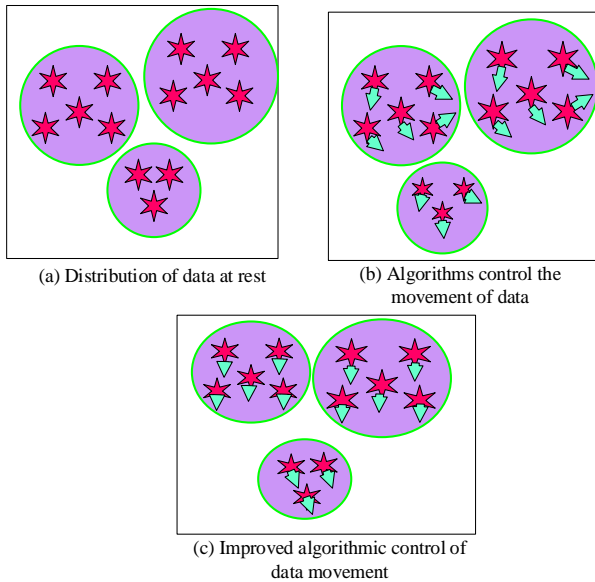 (a) Distribution of data at rest
(b) Algorithms control the
movement of data
(c) Improved algorithmic control of
data movement